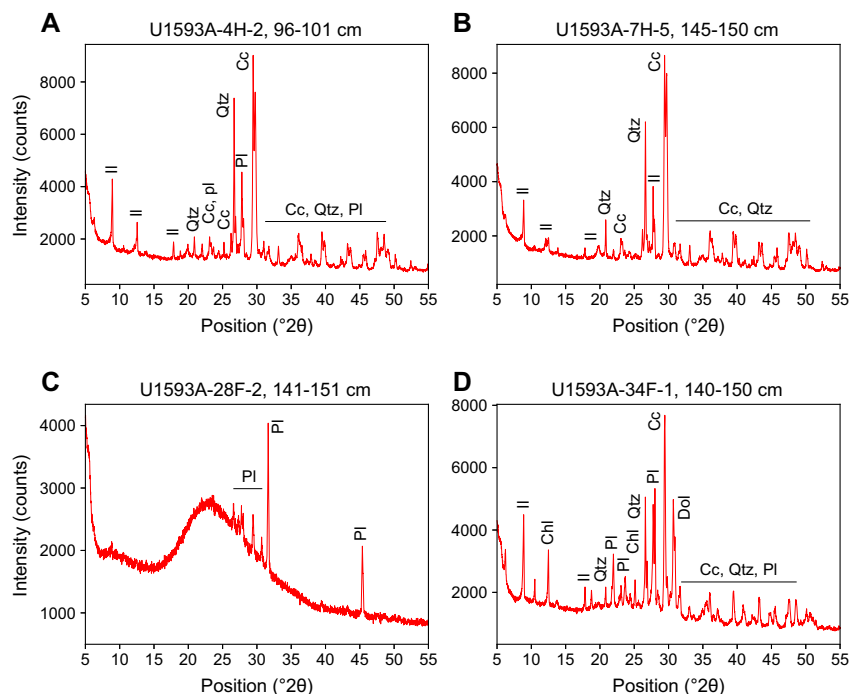 A
U1593A-4H-2, 96-101 cm
Intensity (counts)
8000
6000
4000
2000
Il
Il
Il
Qtz
Cc, pl
Cc
Qtz
Pl
Cc
Cc, Qtz, Pl
5 10 15 20 25 30 35 40 45 50 55
Position (°2θ)
B
U1593A-7H-5, 145-150 cm
8000
6000
4000
2000
Il
Il
Il
Qtz
Cc
Qtz
Il
Cc
Cc, Qtz
5 10 15 20 25 30 35 40 45 50 55
Position (°2θ)
C
U1593A-28F-2, 141-151 cm
Intensity (counts)
4000
3000
2000
1000
Pl
Pl
Pl
5 10 15 20 25 30 35 40 45 50 55
Position (°2θ)
D
U1593A-34F-1, 140-150 cm
8000
6000
4000
2000
Il
Chl
Il
Qtz
Pl
Pl
Chl
Qtz
Pl
Cc
Dol
Cc, Qtz, Pl
5 10 15 20 25 30 35 40 45 50 55
Position (°2θ)